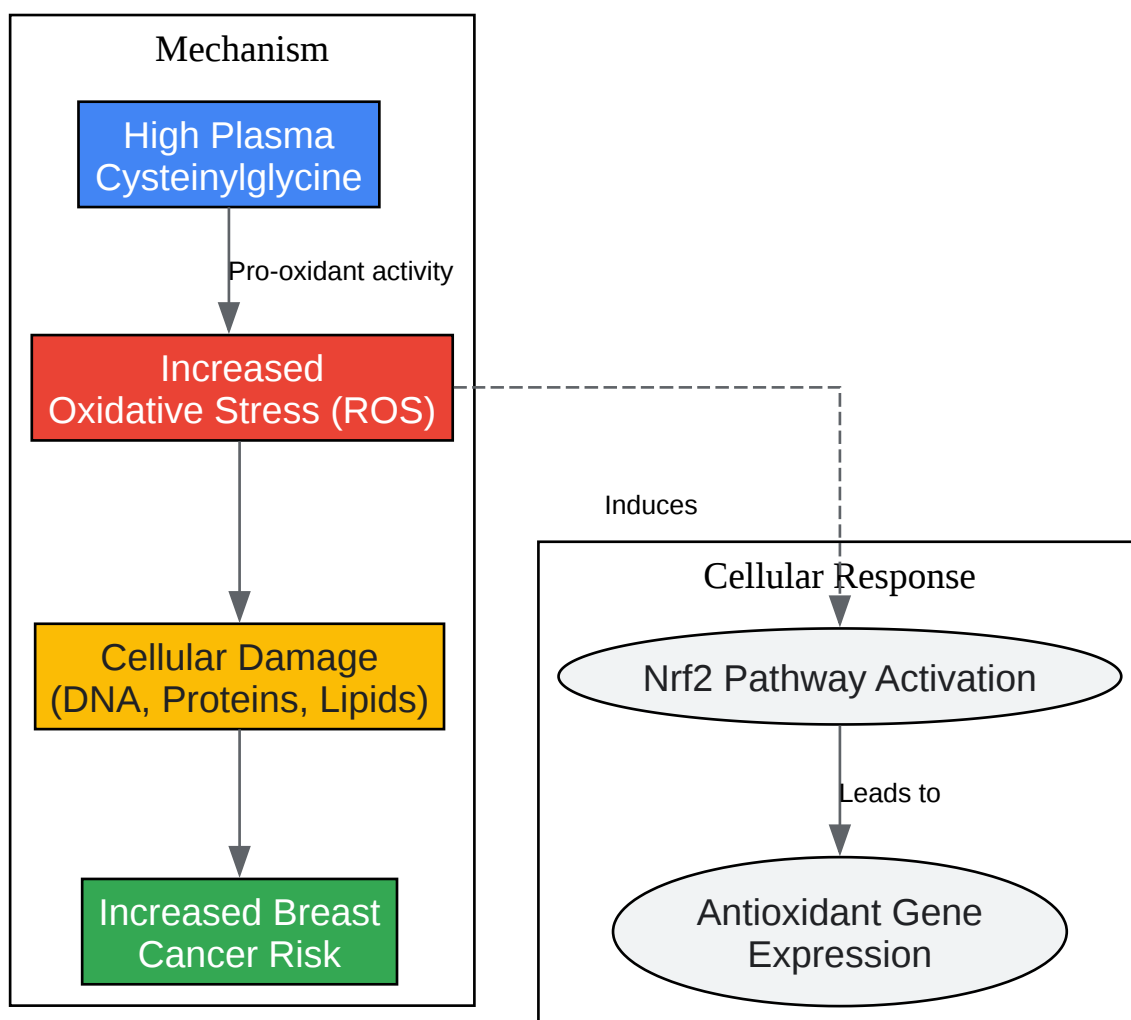 Mechanism
High Plasma
Cysteinylglycine
Pro-oxidant activity
Increased
Oxidative Stress (ROS)
Induces
Cellular Response
Cellular Damage
(DNA, Proteins, Lipids)
Nrf2 Pathway Activation
Leads to
Increased Breast
Cancer Risk
Antioxidant Gene
Expression